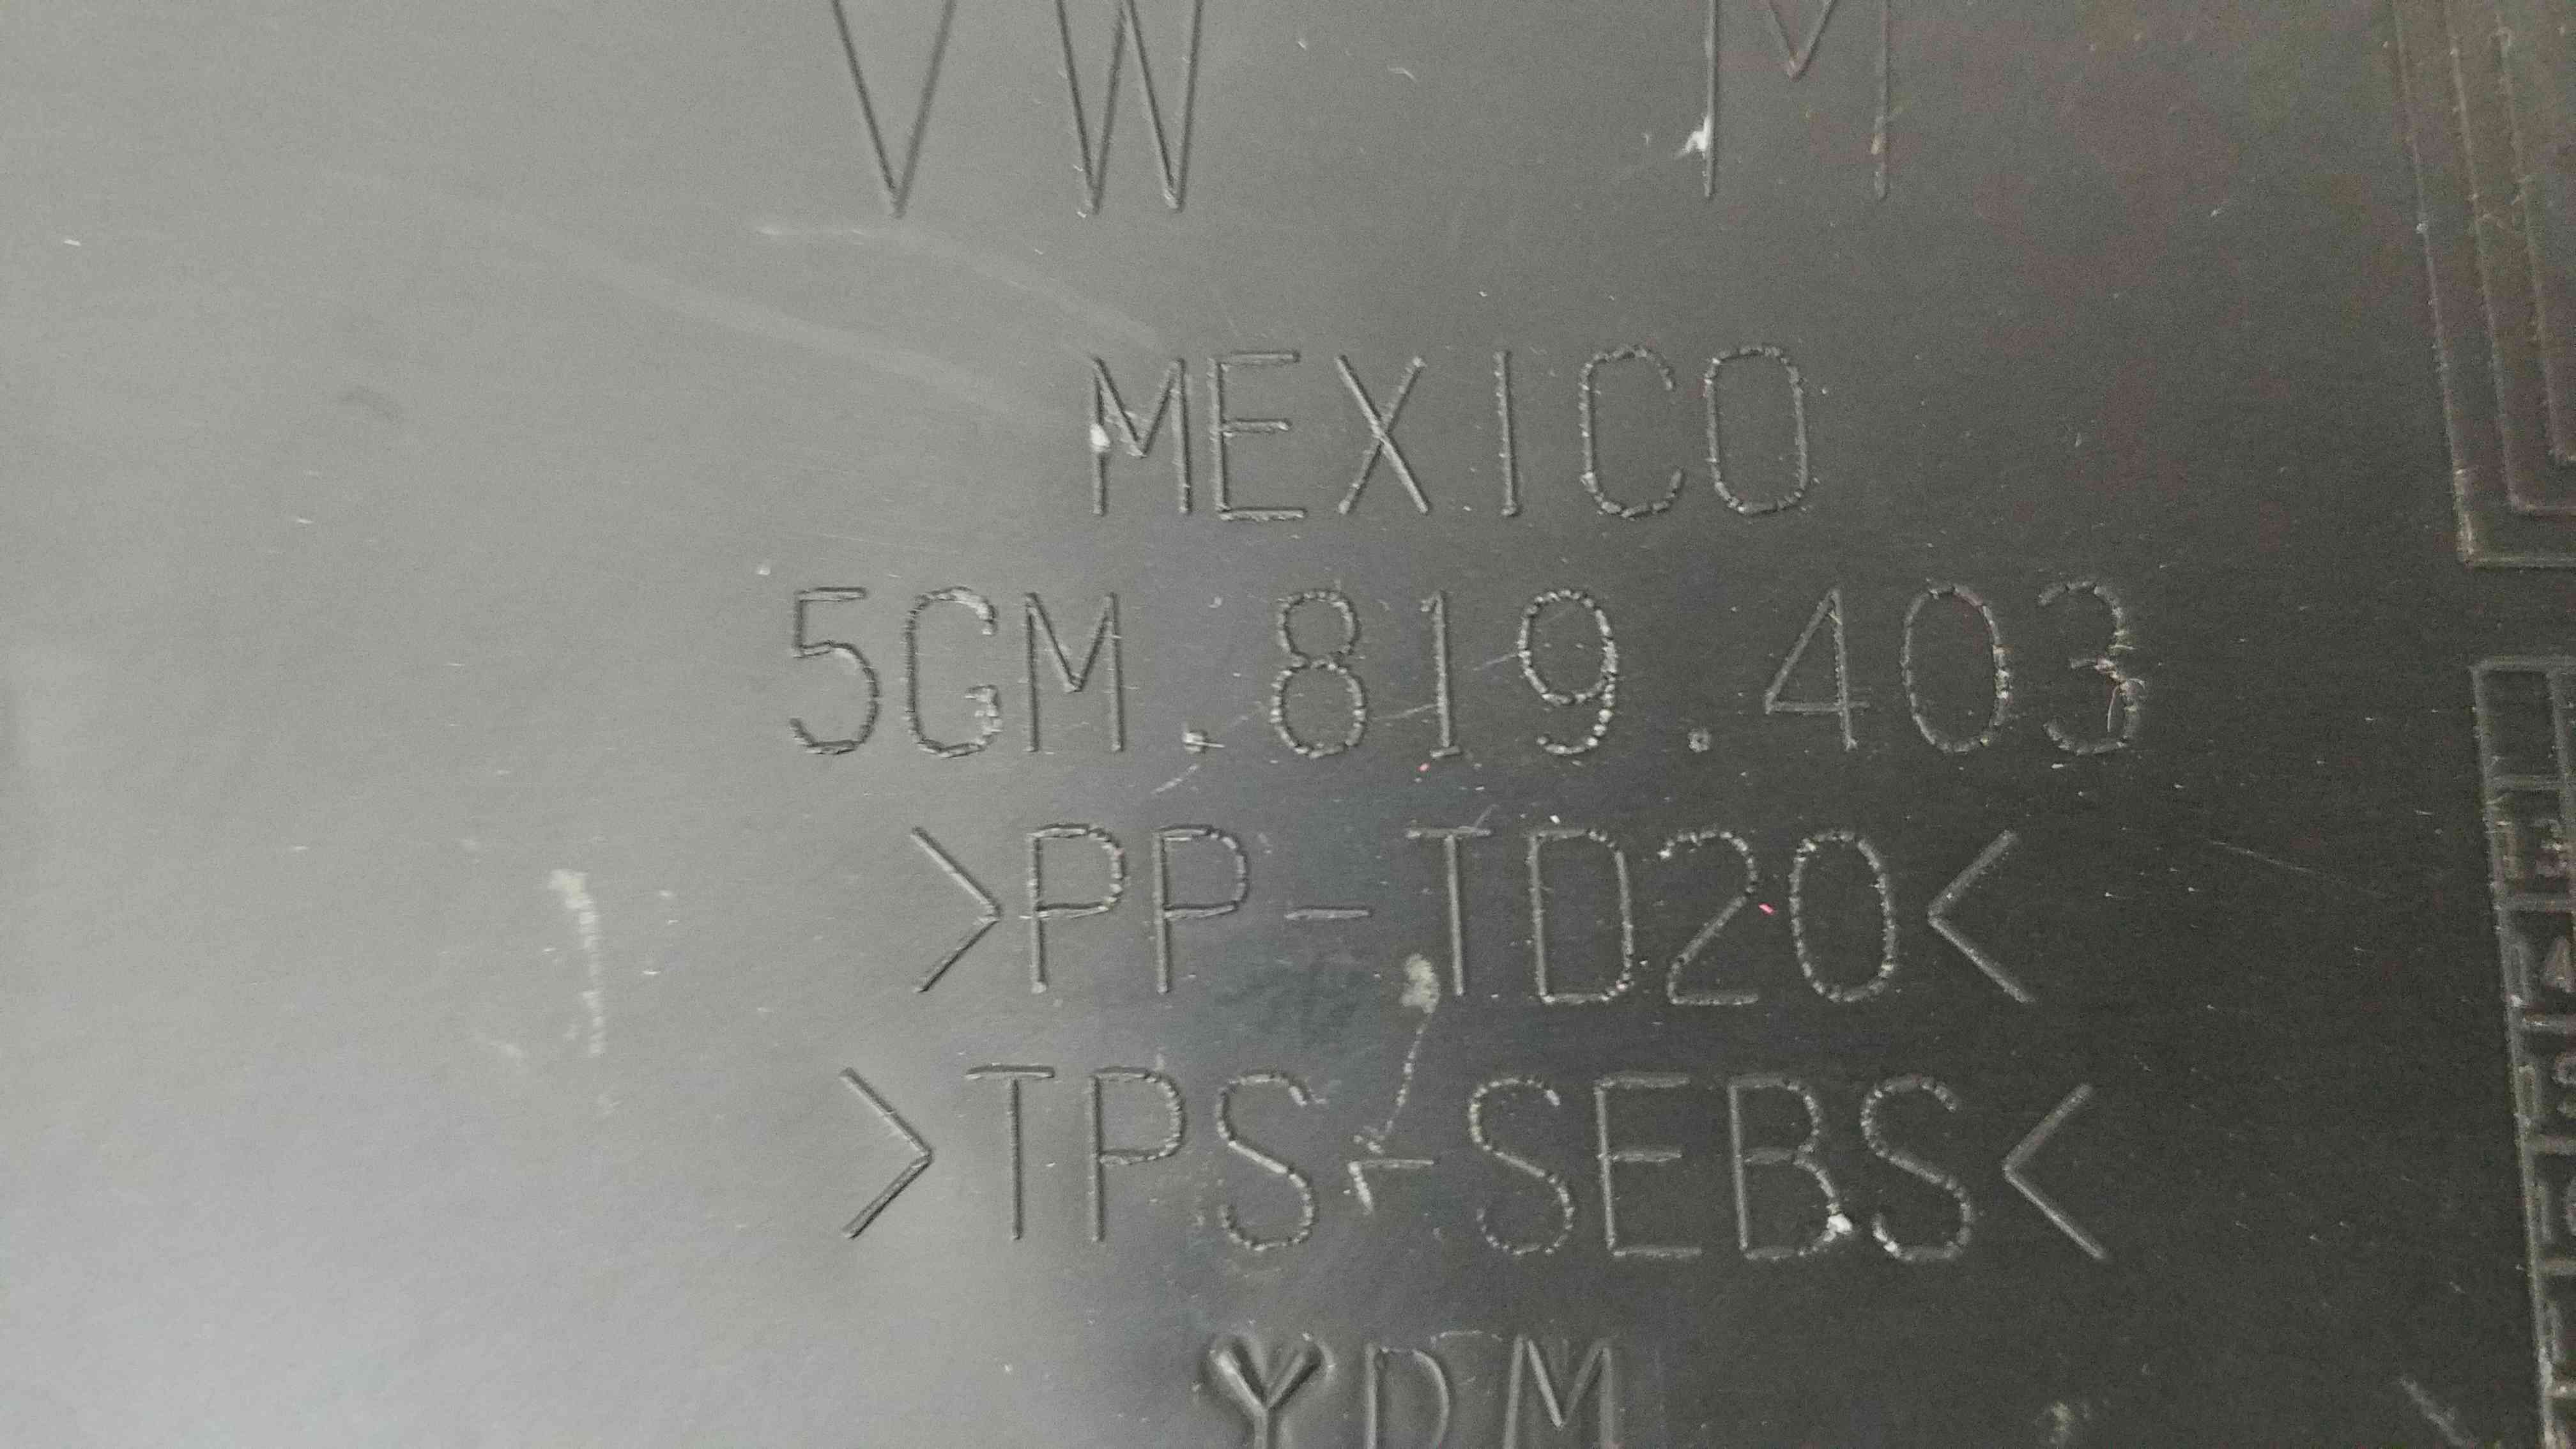 VW M
MEXICO
5GM.819.403
>PP-TD20<
>TPS-SEBS<